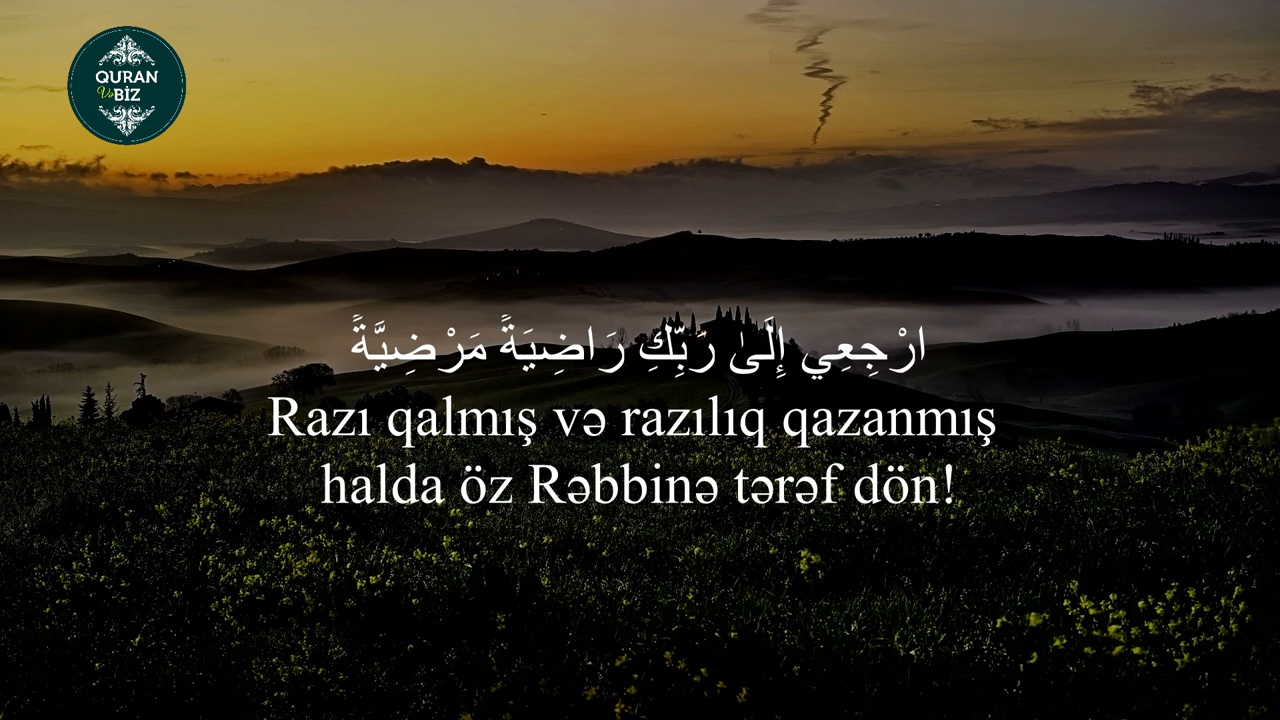 QURAN
Və BİZ
ارْجِعِي إِلَىٰ رَبِّكِ رَاضِيَةً مَرْضِيَّةً
Razı qalmış və razılıq qazanmış
halda öz Rəbbinə tərəf dön!